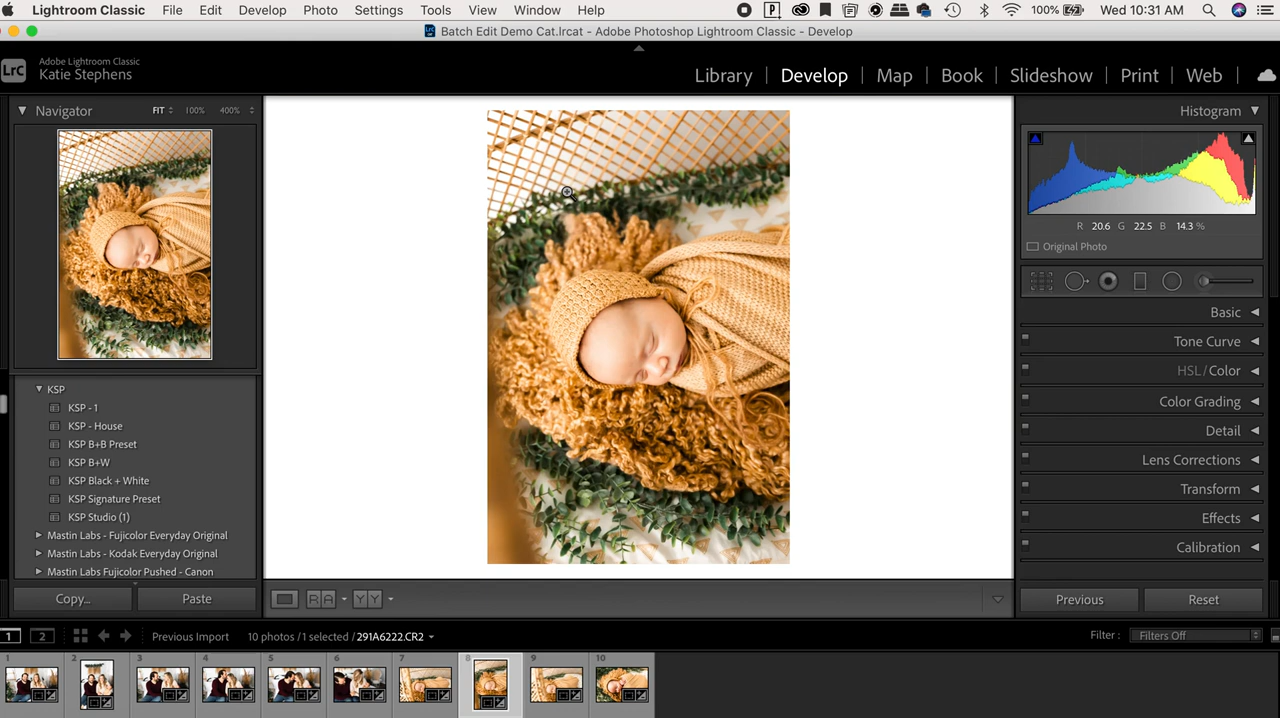 Lightroom Classic File Edit Develop Photo Settings Tools View Window Help 100% Wed 10:31 AM
Batch Edit Demo Cat.lrcat - Adobe Photoshop Lightroom Classic - Develop
LrC
Adobe Lightroom Classic
Katie Stephens
Library | Develop | Map | Book | Slideshow | Print | Web
Navigator FIT 100% 400%
Histogram
R 20.6 G 22.5 B 14.3 %
Original Photo
Basic
Tone Curve
HSL / Color
Color Grading
Detail
Lens Corrections
Transform
Effects
Calibration
KSP
KSP - 1
KSP - House
KSP B+B Preset
KSP B+W
KSP Black + White
KSP Signature Preset
KSP Studio (1)
Mastin Labs - Fujicolor Everyday Original
Mastin Labs - Kodak Everyday Original
Mastin Labs Fujicolor Pushed - Canon
Copy... Paste
R A Y Y
Previous Reset
1 2 Previous Import 10 photos / 1 selected / 291A6222.CR2 Filter : Filters Off
1 2 3 4 5 6 7 8 9 10